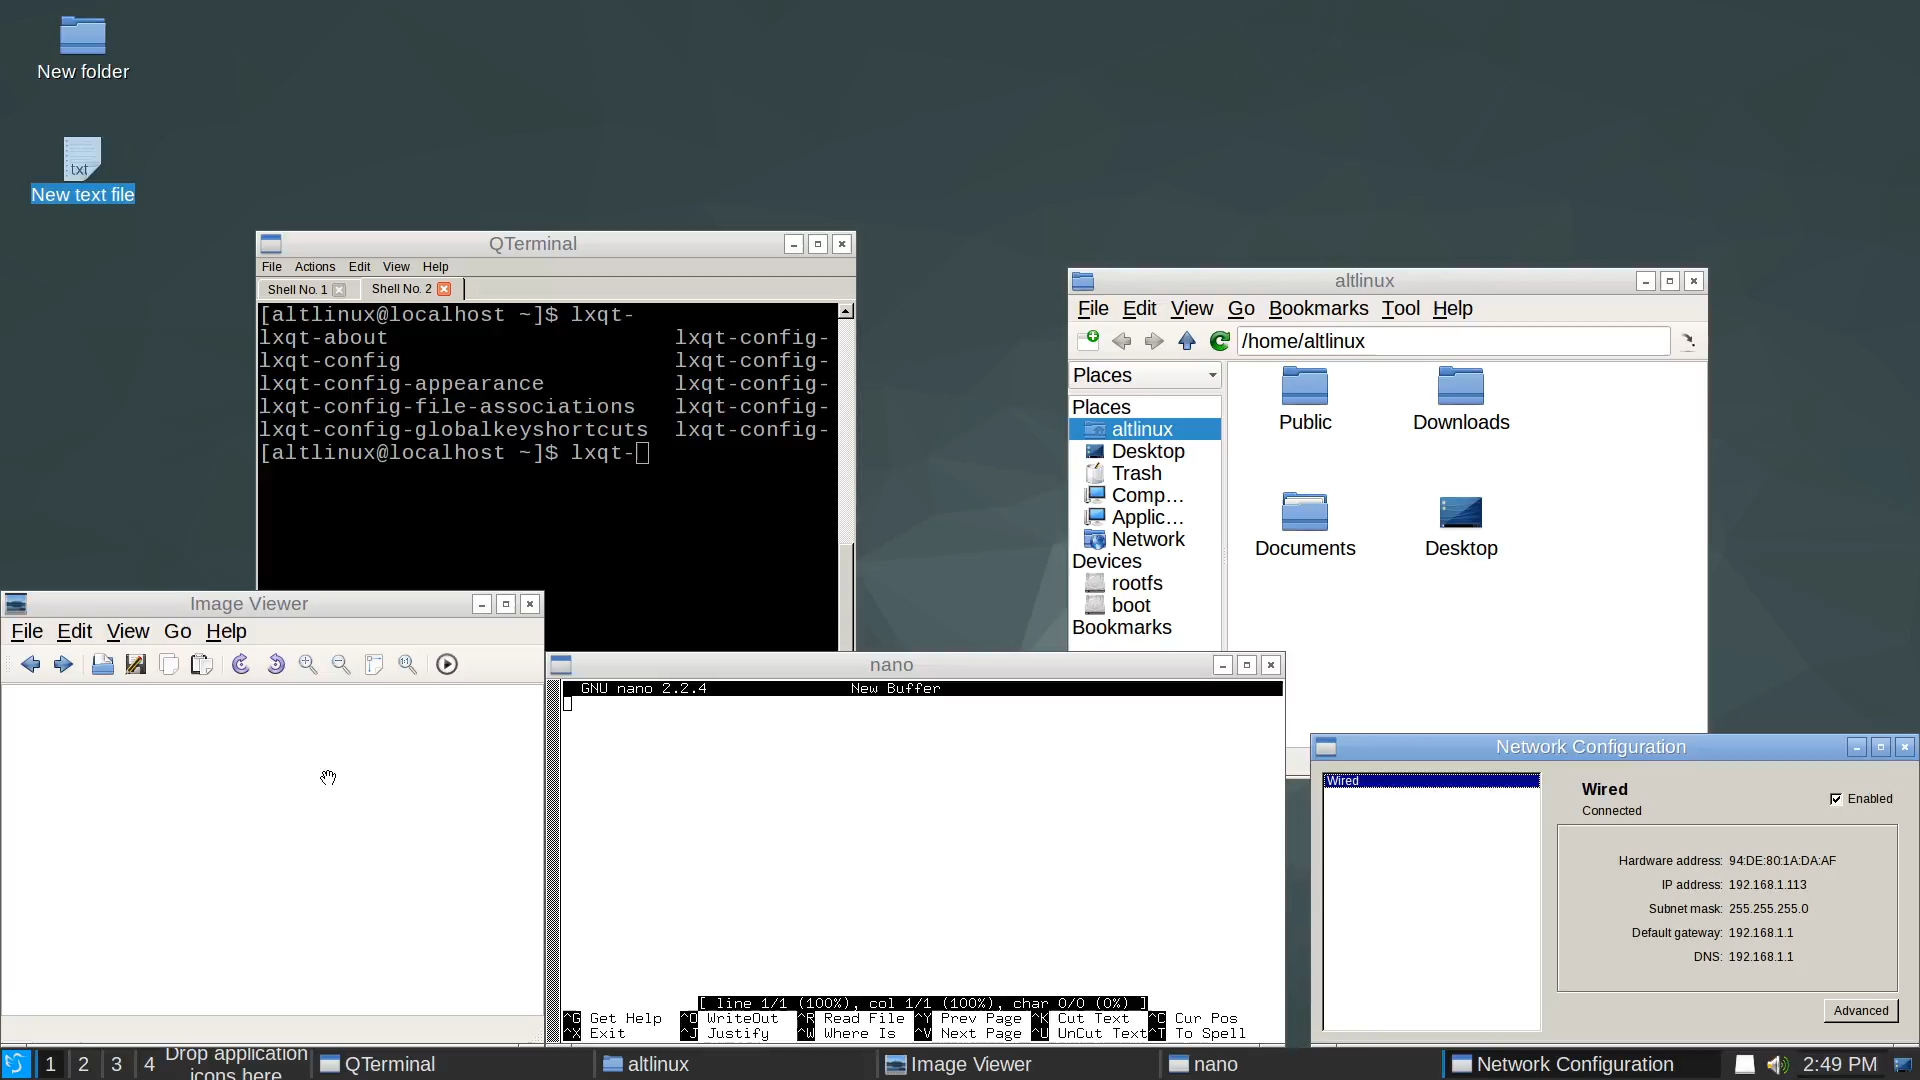 New folder
txt
New text file
QTerminal
File Actions Edit View Help
Shell No. 1
Shell No. 2
[altlinux@localhost ~]$ lxqt-
lxqt-about lxqt-config-
lxqt-config lxqt-config-
lxqt-config-appearance lxqt-config-
lxqt-config-file-associations lxqt-config-
lxqt-config-globalkeyshortcuts lxqt-config-
[altlinux@localhost ~]$ lxqt-
altlinux
File Edit View Go Bookmarks Tool Help
/home/altlinux
Places
Places
altlinux
Desktop
Trash
Comp...
Applic...
Network
Devices
rootfs
boot
Bookmarks
Public Downloads
Documents Desktop
Image Viewer
File Edit View Go Help
nano
GNU nano 2.2.4 New Buffer
[ line 1/1 (100%), col 1/1 (100%), char 0/0 (0%) ]
^G Get Help ^O WriteOut ^R Read File ^Y Prev Page ^K Cut Text ^C Cur Pos
^X Exit ^J Justify ^W Where Is ^V Next Page ^U UnCut Text ^T To Spell
Network Configuration
Wired
Wired
Connected
Enabled
Hardware address: 94:DE:80:1A:DA:AF
IP address: 192.168.1.113
Subnet mask: 255.255.255.0
Default gateway: 192.168.1.1
DNS: 192.168.1.1
Advanced
1 2 3 4
Drop application
icons here
QTerminal
altlinux
Image Viewer
nano
Network Configuration
2:49 PM